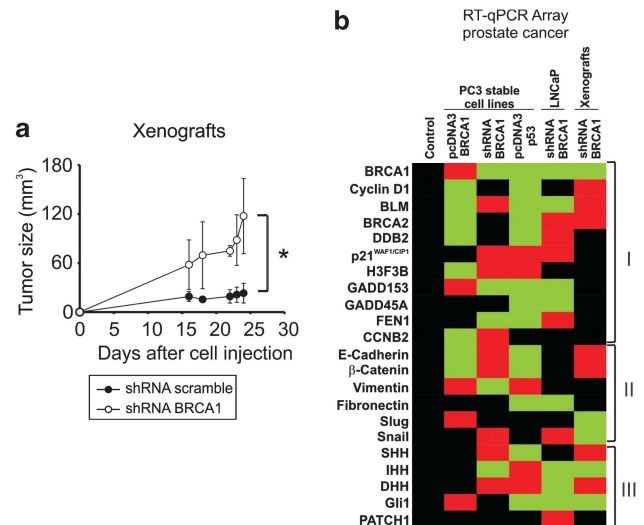 a
Xenografts
Tumor size (mm³)
180
120
60
0
0 5 10 15 20 25 30
*
Days after cell injection
shRNA scramble
shRNA BRCA1
b
RT-qPCR Array
prostate cancer
PC3 stable
cell lines
LNCaP
Xenografts
Control
pcDNA3
BRCA1
shRNA
BRCA1
pcDNA3
p53
shRNA
BRCA1
shRNA
BRCA1
BRCA1
Cyclin D1
BLM
BRCA2
DDB2
p21WAF1/CIP1
H3F3B
GADD153
GADD45A
FEN1
CCNB2
E-Cadherin
β-Catenin
Vimentin
Fibronectin
Slug
Snail
SHH
IHH
DHH
Gli1
PATCH1
I
II
III